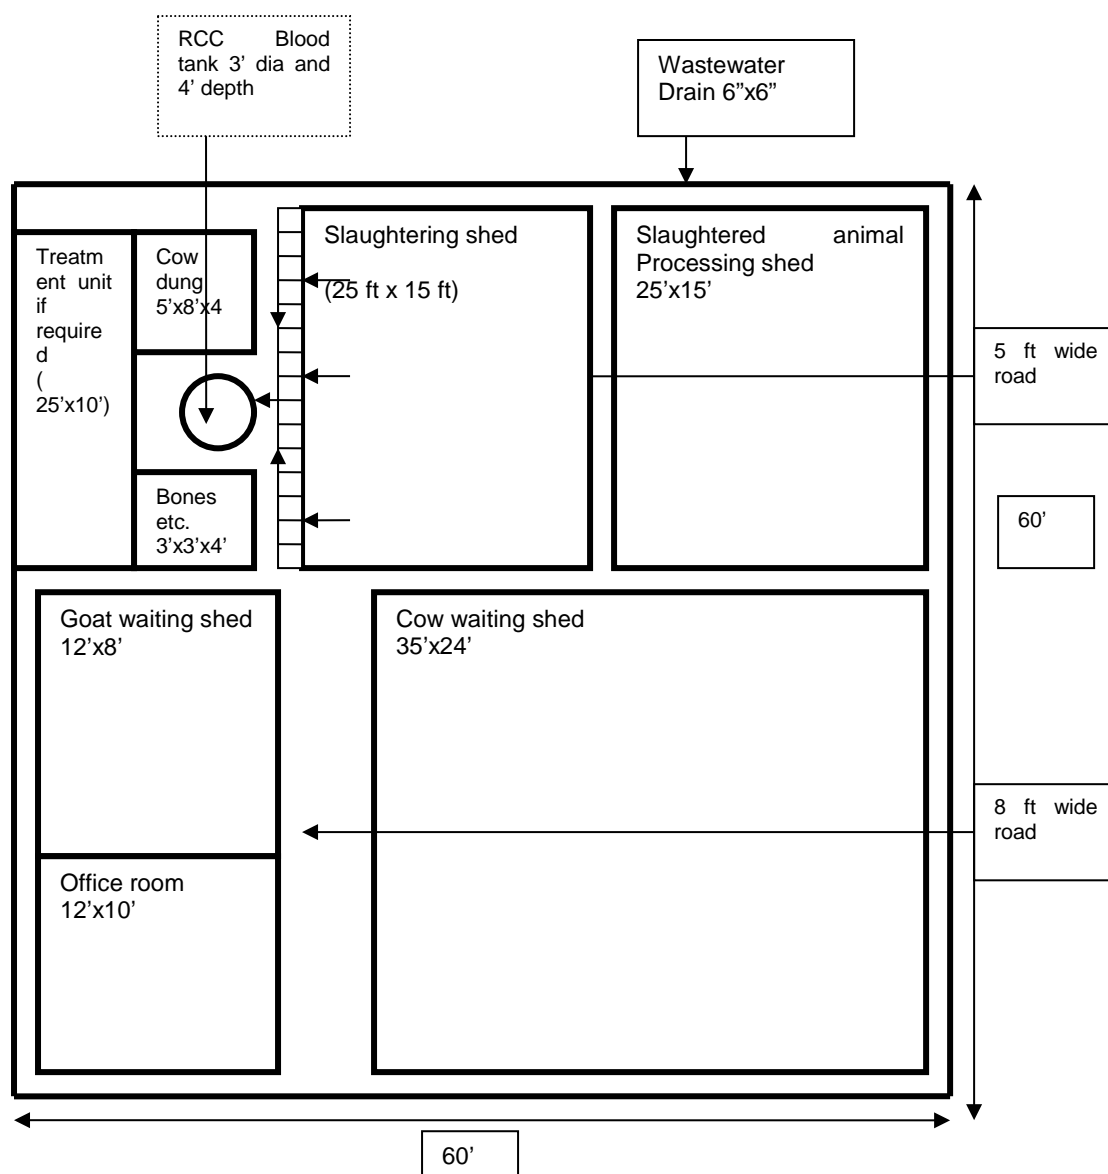 RCC Blood
tank 3’ dia and
4’ depth
Wastewater
Drain 6”x6”
Treatm
ent unit
if
require
d
(
25’x10’)
Cow
dung
5’x8’x4
Slaughtering shed
(25 ft x 15 ft)
Slaughtered animal
Processing shed
25’x15’
5 ft wide
road
Bones
etc.
3’x3’x4’
60’
Goat waiting shed
12’x8’
Cow waiting shed
35’x24’
8 ft wide
road
Office room
12’x10’
60’